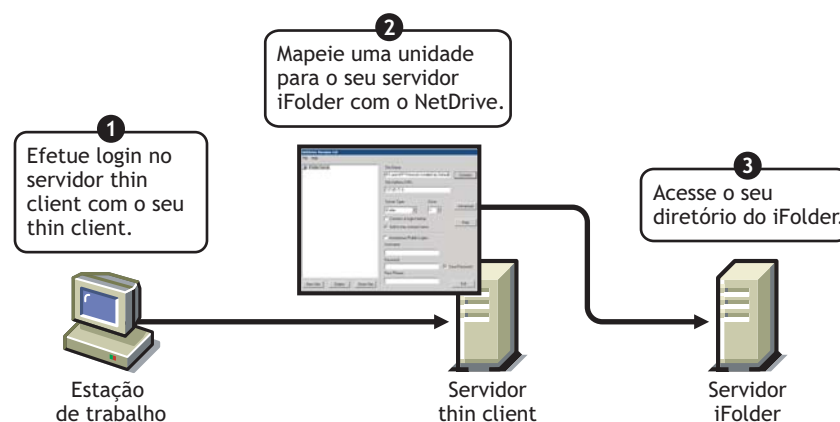 2
Mapeie uma unidade
para o seu servidor
iFolder com o NetDrive.
1
Efetue login no
servidor thin
client com o seu
thin client.
3
Acesse o seu
diretório do iFolder.
Estação
de trabalho
Servidor
thin client
Servidor
iFolder